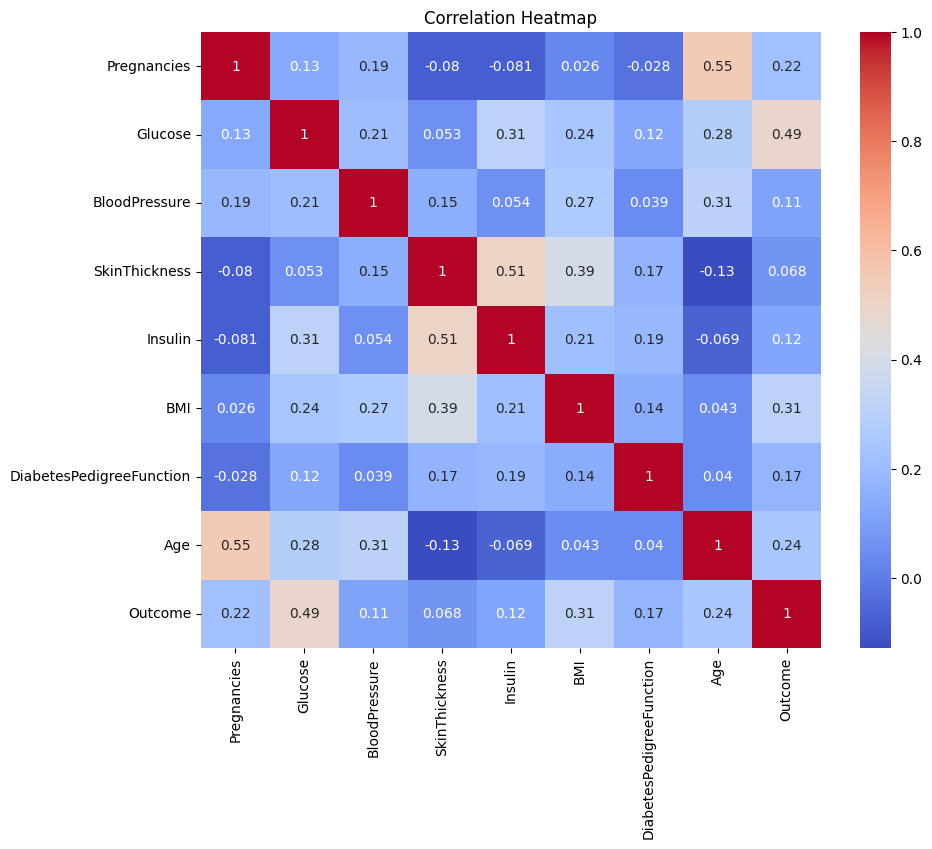 Correlation Heatmap
Pregnancies 1 0.13 0.19 -0.08 -0.081 0.026 -0.028 0.55 0.22
Glucose 0.13 1 0.21 0.053 0.31 0.24 0.12 0.28 0.49
BloodPressure 0.19 0.21 1 0.15 0.054 0.27 0.039 0.31 0.11
SkinThickness -0.08 0.053 0.15 1 0.51 0.39 0.17 -0.13 0.068
Insulin -0.081 0.31 0.054 0.51 1 0.21 0.19 -0.069 0.12
BMI 0.026 0.24 0.27 0.39 0.21 1 0.14 0.043 0.31
DiabetesPedigreeFunction -0.028 0.12 0.039 0.17 0.19 0.14 1 0.04 0.17
Age 0.55 0.28 0.31 -0.13 -0.069 0.043 0.04 1 0.24
Outcome 0.22 0.49 0.11 0.068 0.12 0.31 0.17 0.24 1
Pregnancies
Glucose
BloodPressure
SkinThickness
Insulin
BMI
DiabetesPedigreeFunction
Age
Outcome
1.0
0.8
0.6
0.4
0.2
0.0